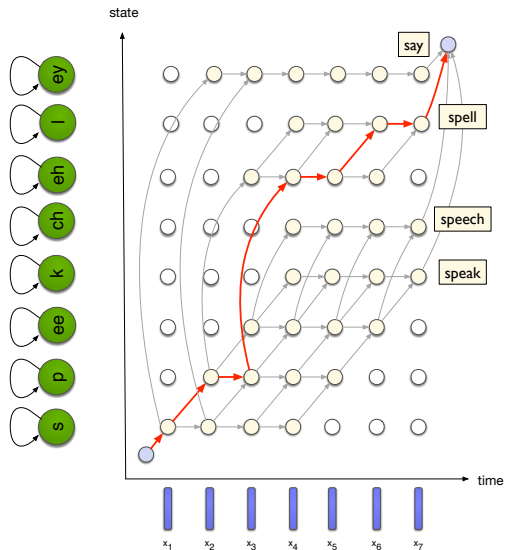 state
say
ey
spell
l
eh
speech
ch
speak
k
ee
p
s
time
x1 x2 x3 x4 x5 x6 x7